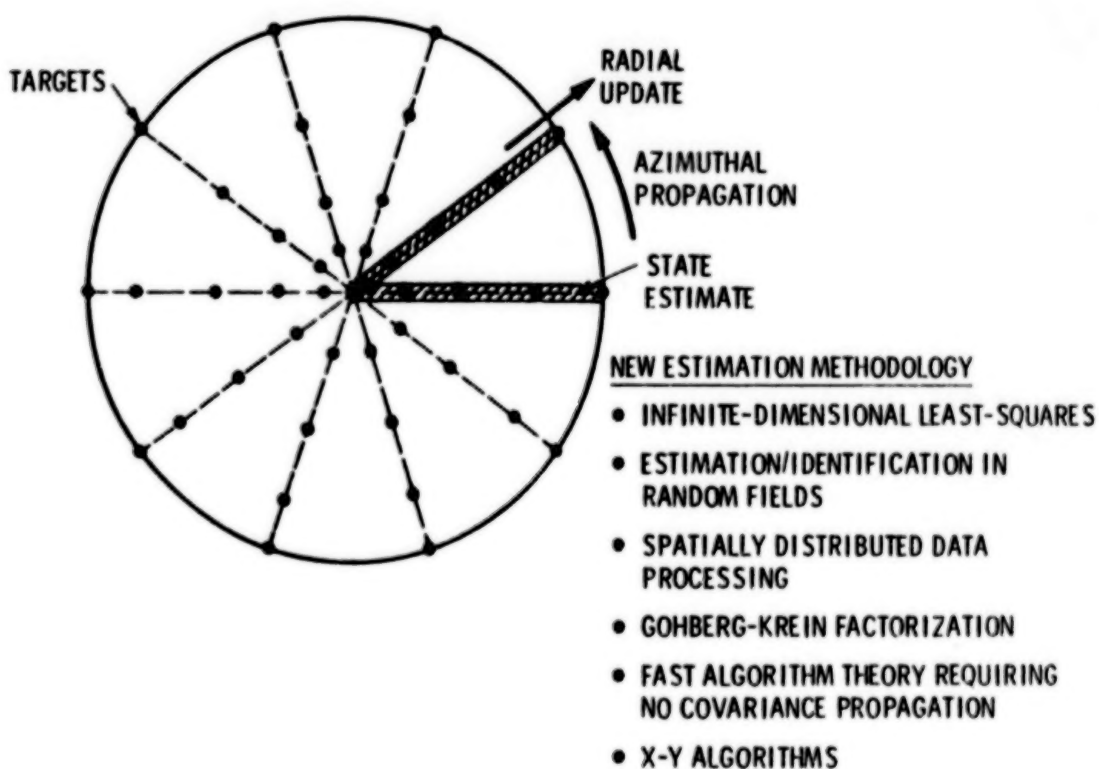 TARGETS
RADIAL
UPDATE
AZIMUTHAL
PROPAGATION
STATE
ESTIMATE
NEW ESTIMATION METHODOLOGY
• INFINITE-DIMENSIONAL LEAST-SQUARES
• ESTIMATION/IDENTIFICATION IN
RANDOM FIELDS
• SPATIALLY DISTRIBUTED DATA
PROCESSING
• GOHBERG-KREIN FACTORIZATION
• FAST ALGORITHM THEORY REQUIRING
NO COVARIANCE PROPAGATION
• X-Y ALGORITHMS